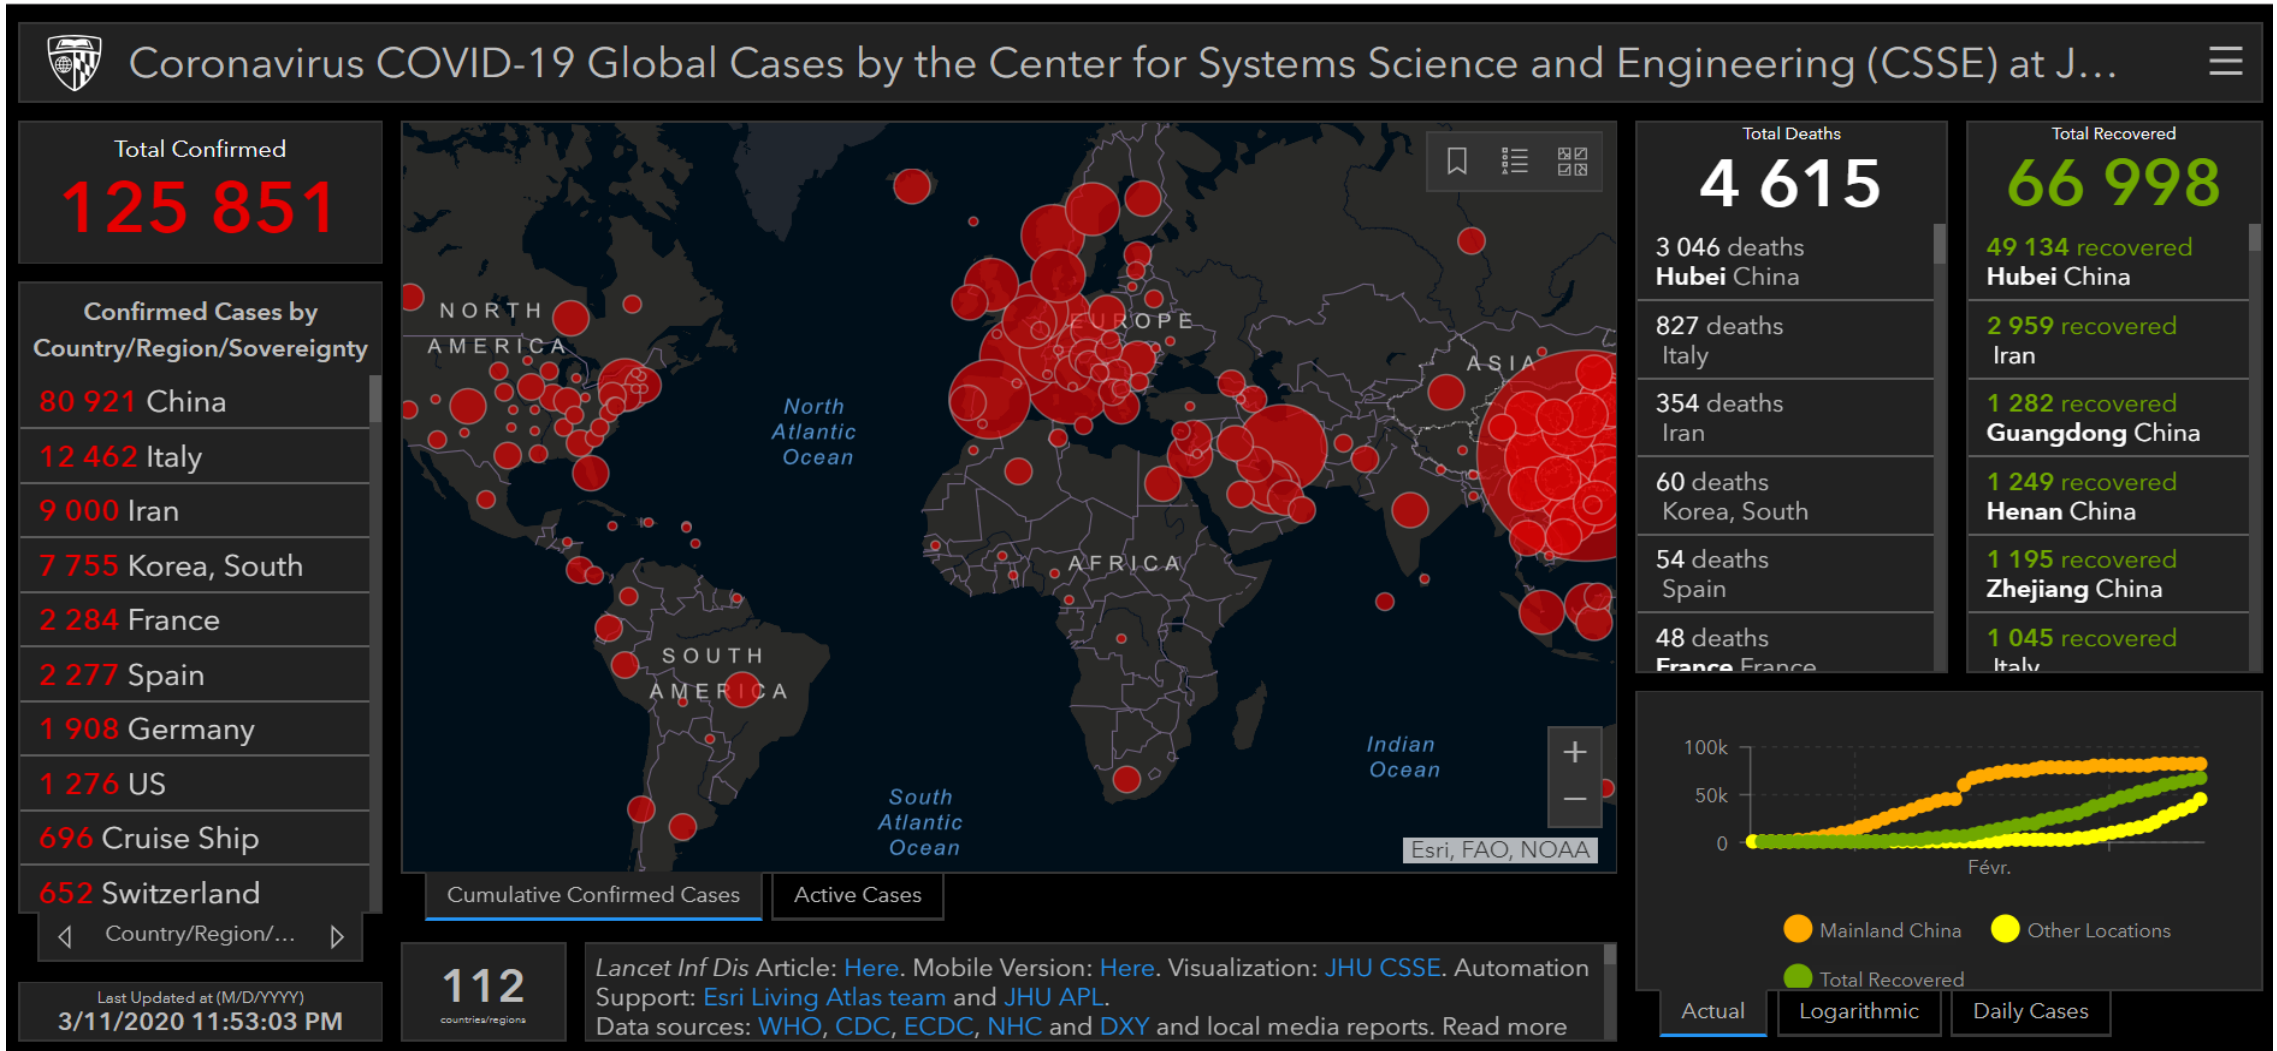 Coronavirus COVID-19 Global Cases by the Center for Systems Science and Engineering (CSSE) at J...
Total Confirmed
125 851
Confirmed Cases by
Country/Region/Sovereignty
80 921 China
12 462 Italy
9 000 Iran
7 755 Korea, South
2 284 France
2 277 Spain
1 908 Germany
1 276 US
696 Cruise Ship
652 Switzerland
Country/Region/...
Last Updated at (M/D/YYYY)
3/11/2020 11:53:03 PM
NORTH
AMERICA
EUROPE
ASIA
North
Atlantic
Ocean
AFRICA
SOUTH
AMERICA
Indian
Ocean
South
Atlantic
Ocean
Esri, FAO, NOAA
Cumulative Confirmed Cases
Active Cases
112
countries/regions
Lancet Inf Dis Article: Here. Mobile Version: Here. Visualization: JHU CSSE. Automation
Support: Esri Living Atlas team and JHU APL.
Data sources: WHO, CDC, ECDC, NHC and DXY and local media reports. Read more
Total Deaths
4 615
3 046 deaths
Hubei China
827 deaths
Italy
354 deaths
Iran
60 deaths
Korea, South
54 deaths
Spain
48 deaths
France France
Total Recovered
66 998
49 134 recovered
Hubei China
2 959 recovered
Iran
1 282 recovered
Guangdong China
1 249 recovered
Henan China
1 195 recovered
Zhejiang China
1 045 recovered
Italy
100k
50k
0
Févr.
Mainland China
Other Locations
Total Recovered
Actual
Logarithmic
Daily Cases